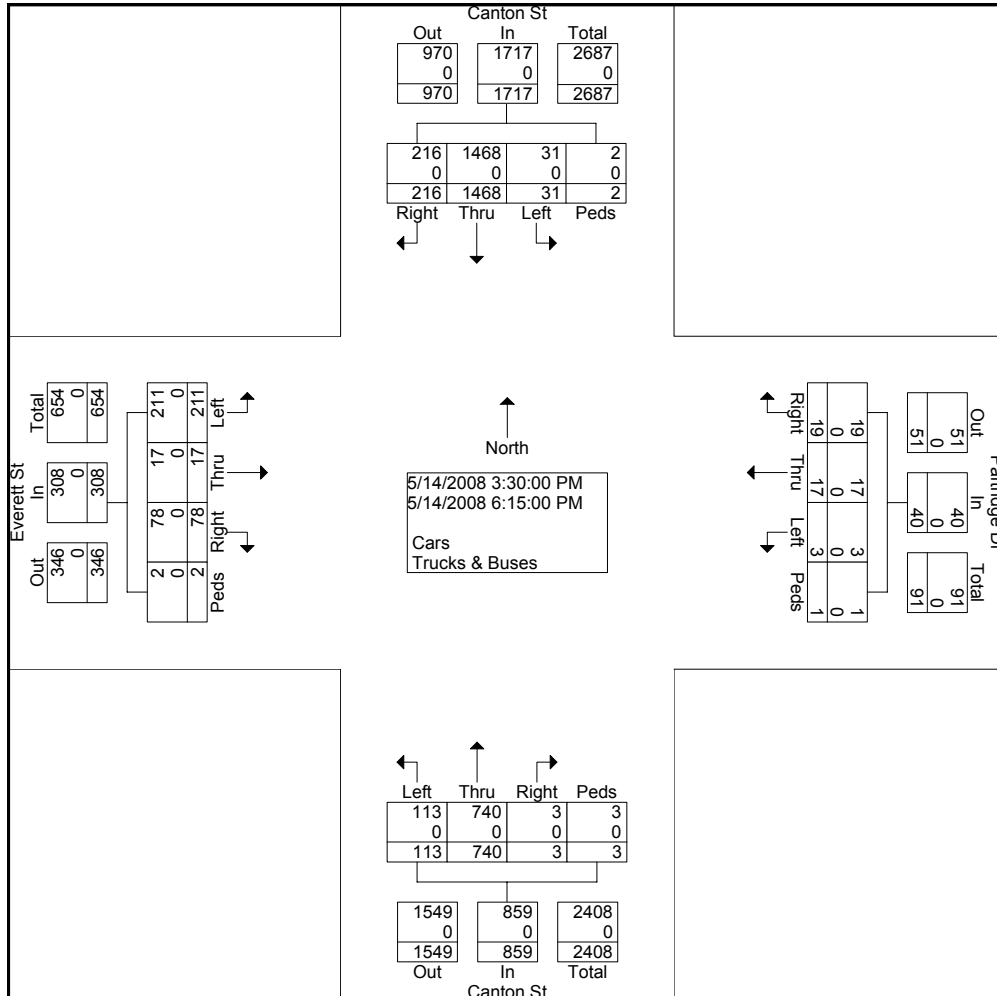 Canton St
Out In Total
970 1717 2687
0 0 0
970 1717 2687
216 1468 31 2
0 0 0 0
216 1468 31 2
Right Thru Left Peds
Everett St
Total In Out
654 308 346
0 0 0
654 308 346
211 17 78 2
0 0 0 0
211 17 78 2
Left Thru Right Peds
North
5/14/2008 3:30:00 PM
5/14/2008 6:15:00 PM
Cars
Trucks & Buses
Out In Total
51 40 91
0 0 0
51 40 91
19 17 3 1
0 0 0 0
19 17 3 1
Right Thru Left Peds
Left Thru Right Peds
113 740 3 3
0 0 0 0
113 740 3 3
1549 859 2408
0 0 0
1549 859 2408
Out In Total
Canton St